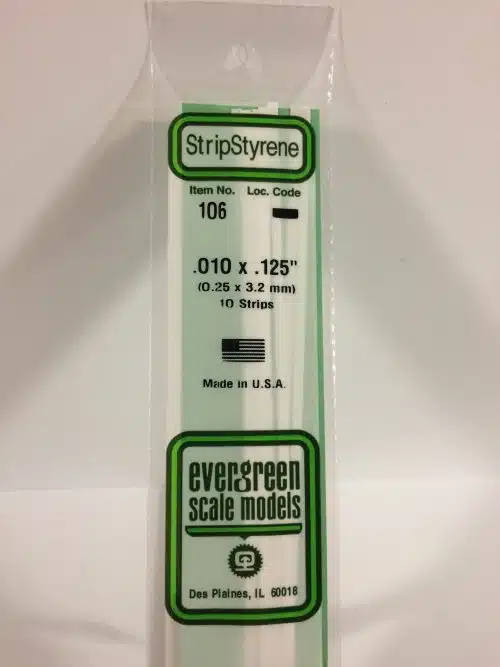 StripStyrene
Item No. Loc. Code
106
.010 x .125"
(0.25 x 3.2 mm)
10 Strips
Made in U.S.A.
evergreen
scale models
Des Plaines, IL 60018